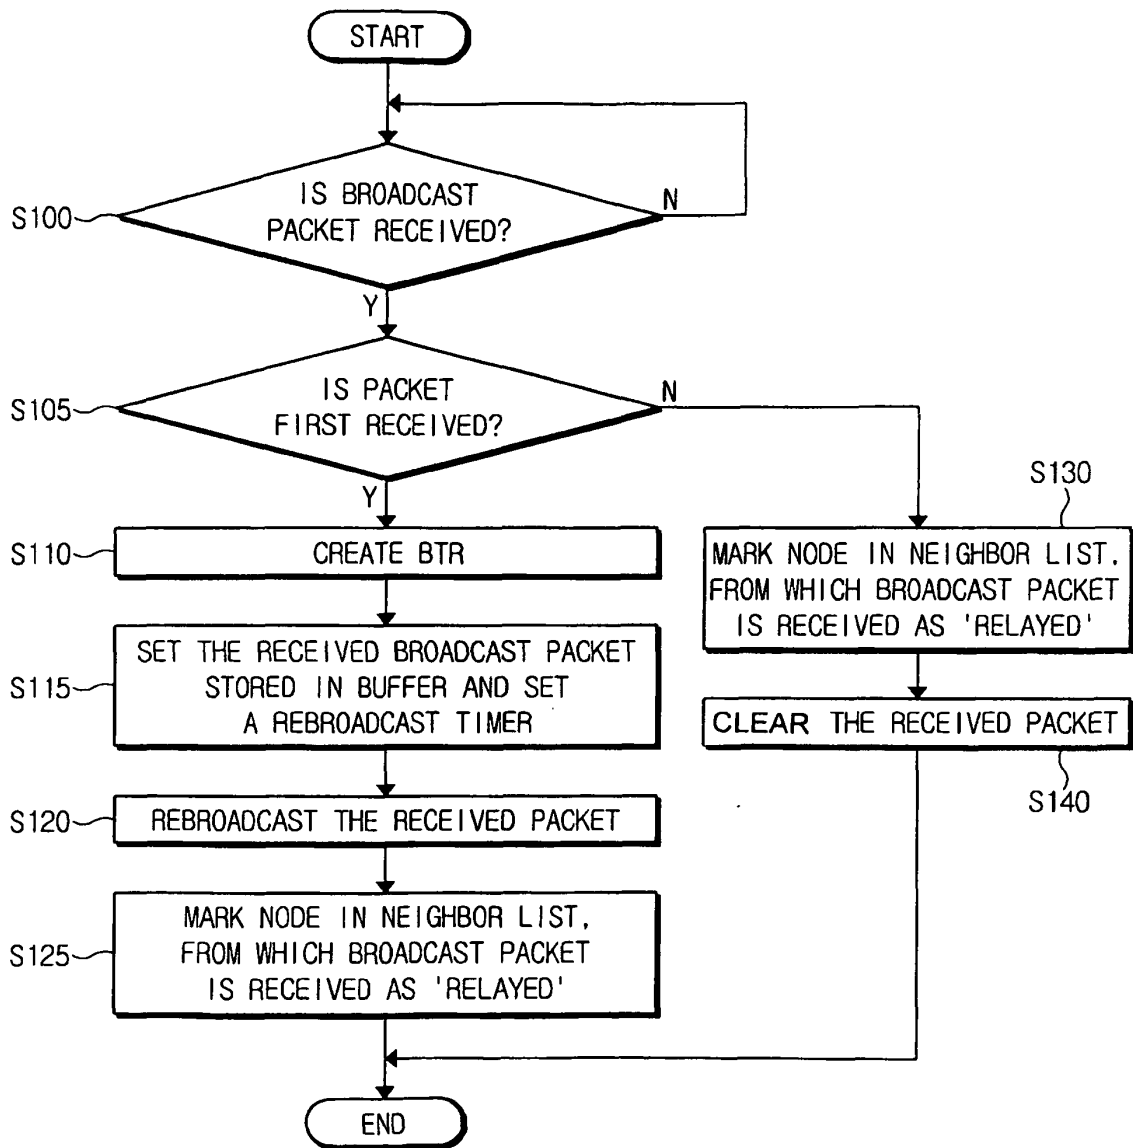 START
IS BROADCAST
PACKET RECEIVED?
N
S100
Y
IS PACKET
FIRST RECEIVED?
N
S105
Y
S110
CREATE BTR
S115
SET THE RECEIVED BROADCAST PACKET
STORED IN BUFFER AND SET
A REBROADCAST TIMER
S120
REBROADCAST THE RECEIVED PACKET
S125
MARK NODE IN NEIGHBOR LIST,
FROM WHICH BROADCAST PACKET
IS RECEIVED AS 'RELAYED'
S130
MARK NODE IN NEIGHBOR LIST,
FROM WHICH BROADCAST PACKET
IS RECEIVED AS 'RELAYED'
CLEAR THE RECEIVED PACKET
S140
END